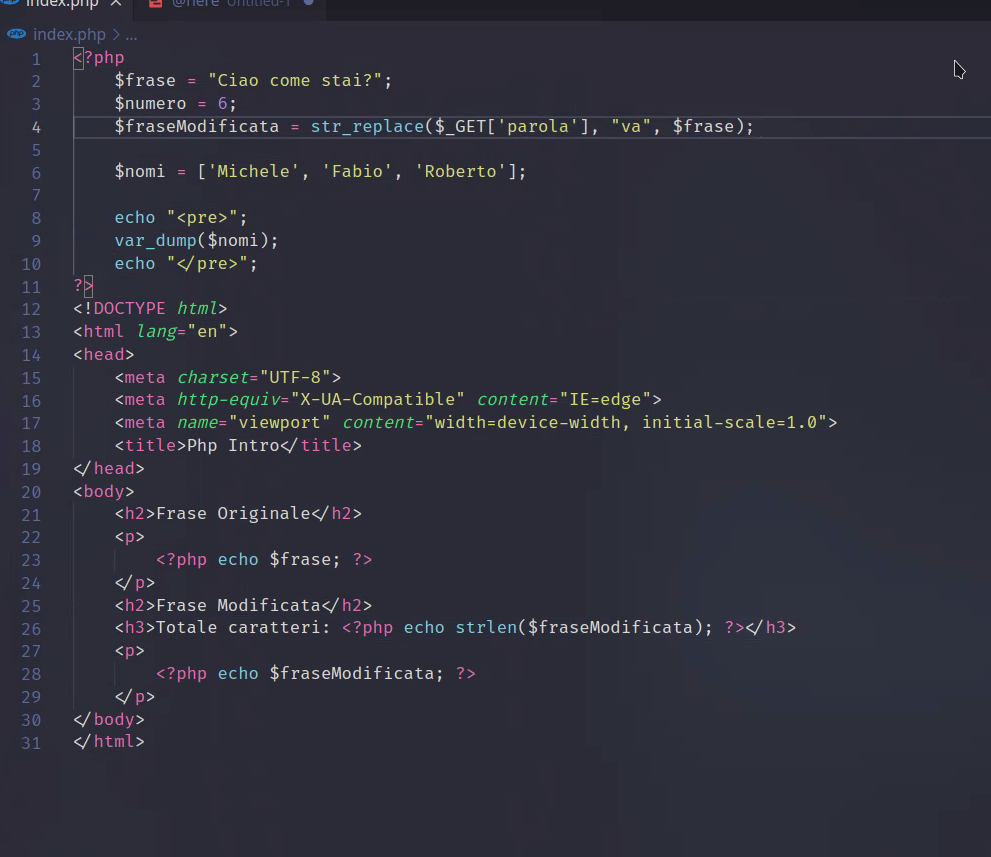 index.php × @here Untitled-1
index.php > ...
1 <?php
2 $frase = "Ciao come stai?";
3 $numero = 6;
4 $fraseModificata = str_replace($_GET['parola'], "va", $frase);
5
6 $nomi = ['Michele', 'Fabio', 'Roberto'];
7
8 echo "<pre>";
9 var_dump($nomi);
10 echo "</pre>";
11 ?>
12 <!DOCTYPE html>
13 <html lang="en">
14 <head>
15 <meta charset="UTF-8">
16 <meta http-equiv="X-UA-Compatible" content="IE=edge">
17 <meta name="viewport" content="width=device-width, initial-scale=1.0">
18 <title>Php Intro</title>
19 </head>
20 <body>
21 <h2>Frase Originale</h2>
22 <p>
23 <?php echo $frase; ?>
24 </p>
25 <h2>Frase Modificata</h2>
26 <h3>Totale caratteri: <?php echo strlen($fraseModificata); ?></h3>
27 <p>
28 <?php echo $fraseModificata; ?>
29 </p>
30 </body>
31 </html>